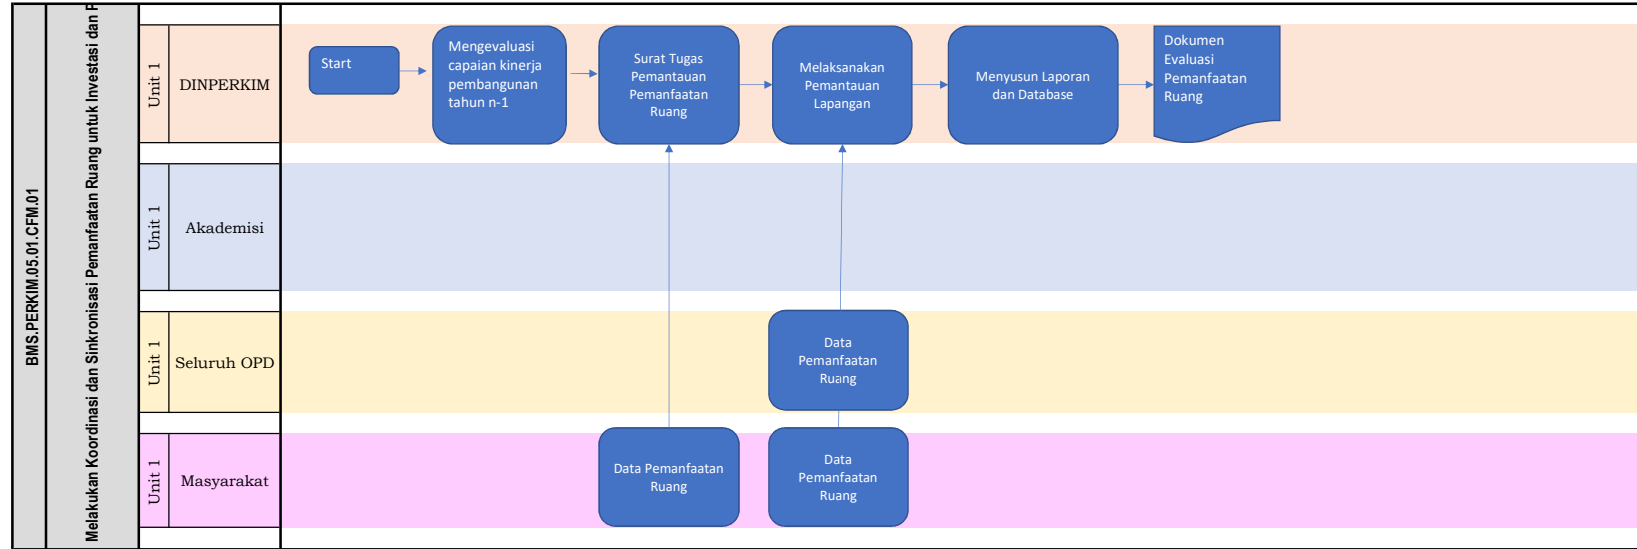 BMS.PERKIM.05.01.CFM.01
Melakukan Koordinasi dan Sinkronisasi Pemanfaatan Ruang untuk Investasi dan
Unit 1
DINPERKIM
Start
Mengevaluasi
capaian kinerja
pembangunan
tahun n-1
Surat Tugas
Pemantauan
Pemanfaatan
Ruang
Melaksanakan
Pemantauan
Lapangan
Menyusun Laporan
dan Database
Dokumen
Evaluasi
Pemanfaatan
Ruang
Unit 1
Akademisi
Unit 1
Seluruh OPD
Data
Pemanfaatan
Ruang
Unit 1
Masyarakat
Data Pemanfaatan
Ruang
Data
Pemanfaatan
Ruang